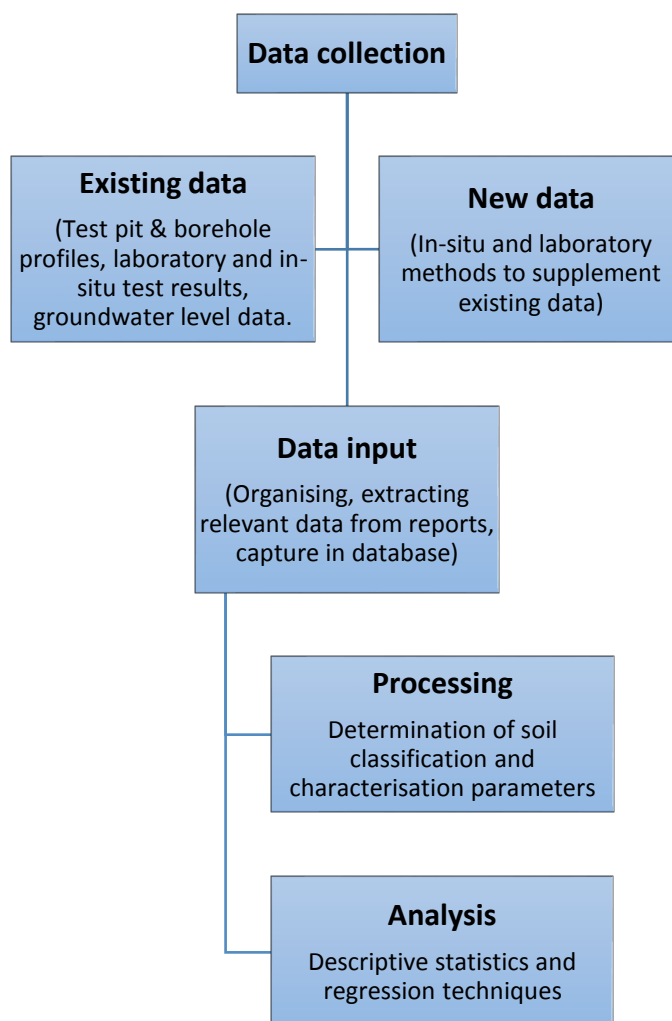 Data collection
Existing data
(Test pit & borehole
profiles, laboratory and in-
situ test results,
groundwater level data.
New data
(In-situ and laboratory
methods to supplement
existing data)
Data input
(Organising, extracting
relevant data from reports,
capture in database)
Processing
Determination of soil
classification and
characterisation parameters
Analysis
Descriptive statistics and
regression techniques